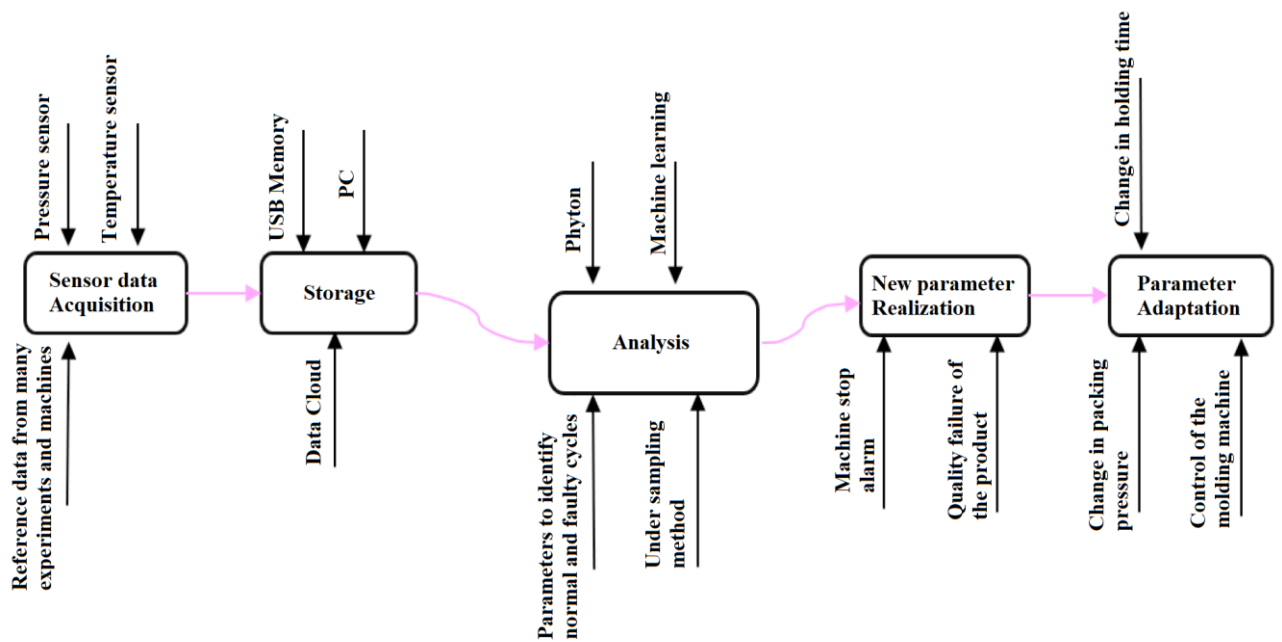 Pressure sensor
Temperature sensor
Sensor data
Acquisition
Reference data from many
experiments and machines
USB Memory
PC
Storage
Data Cloud
Phyton
Machine learning
Analysis
Parameters to identify
normal and faulty cycles
Under sampling
method
New parameter
Realization
Machine stop
alarm
Quality failure of
the product
Change in holding time
Parameter
Adaptation
Change in packing
pressure
Control of the
molding machine